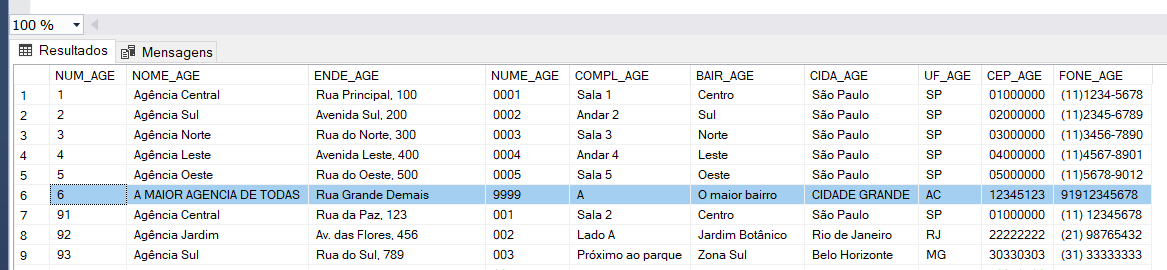 100 %
Resultados Mensagens
NUM_AGE NOME_AGE ENDE_AGE NUME_AGE COMPL_AGE BAIR_AGE CIDA_AGE UF_AGE CEP_AGE FONE_AGE
1 1 Agência Central Rua Principal, 100 0001 Sala 1 Centro São Paulo SP 01000000 (11)1234-5678
2 2 Agência Sul Avenida Sul, 200 0002 Andar 2 Sul São Paulo SP 02000000 (11)2345-6789
3 3 Agência Norte Rua do Norte, 300 0003 Sala 3 Norte São Paulo SP 03000000 (11)3456-7890
4 4 Agência Leste Avenida Leste, 400 0004 Andar 4 Leste São Paulo SP 04000000 (11)4567-8901
5 5 Agência Oeste Rua do Oeste, 500 0005 Sala 5 Oeste São Paulo SP 05000000 (11)5678-9012
6 6 A MAIOR AGENCIA DE TODAS Rua Grande Demais 9999 A O maior bairro CIDADE GRANDE AC 12345123 91912345678
7 91 Agência Central Rua da Paz, 123 001 Sala 2 Centro São Paulo SP 01000000 (11) 12345678
8 92 Agência Jardim Av. das Flores, 456 002 Lado A Jardim Botânico Rio de Janeiro RJ 22222222 (21) 98765432
9 93 Agência Sul Rua do Sul, 789 003 Próximo ao parque Zona Sul Belo Horizonte MG 30330303 (31) 33333333